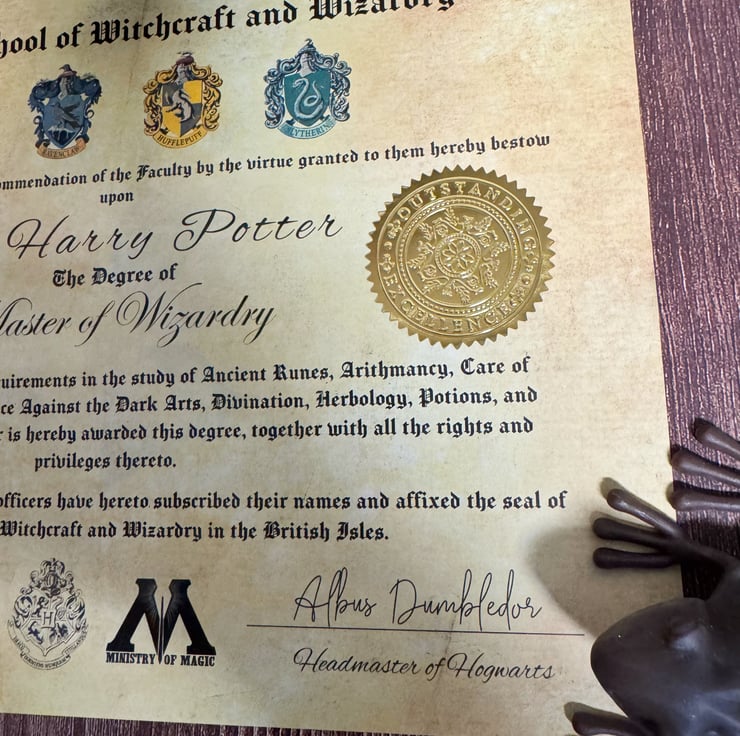 hool of Witchcraft and Wizardry
RAVENCLAW HUFFLEPUFF SLYTHERIN
mmendation of the Faculty by the virtue granted to them hereby bestow
upon
Harry Potter
OUTSTANDING EXCELLENCE
The Degree of
Master of Wizardry
uirements in the study of Ancient Runes, Arithmancy, Care of
ce Against the Dark Arts, Divination, Herbology, Potions, and
r is hereby awarded this degree, together with all the rights and
privileges thereto.
officers have hereto subscribed their names and affixed the seal of
Witchcraft and Wizardry in the British Isles.
H
M
MINISTRY OF MAGIC
Albus Dumbledor
Headmaster of Hogwarts